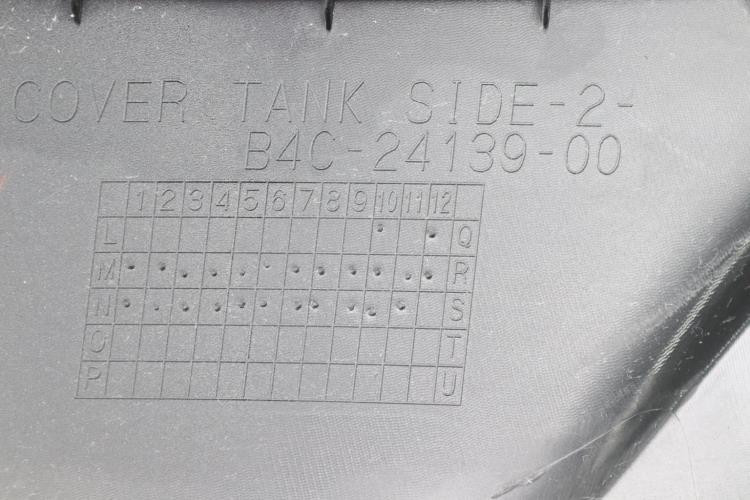 COVER TANK SIDE-2-
B4C-24139-00
1 2 3 4 5 6 7 8 9 10 11 12
L Q
M R
N S
O T
P U